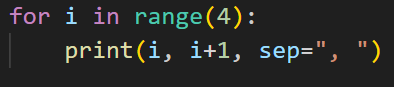 for i in range(4):
    print(i, i+1, sep=", ")